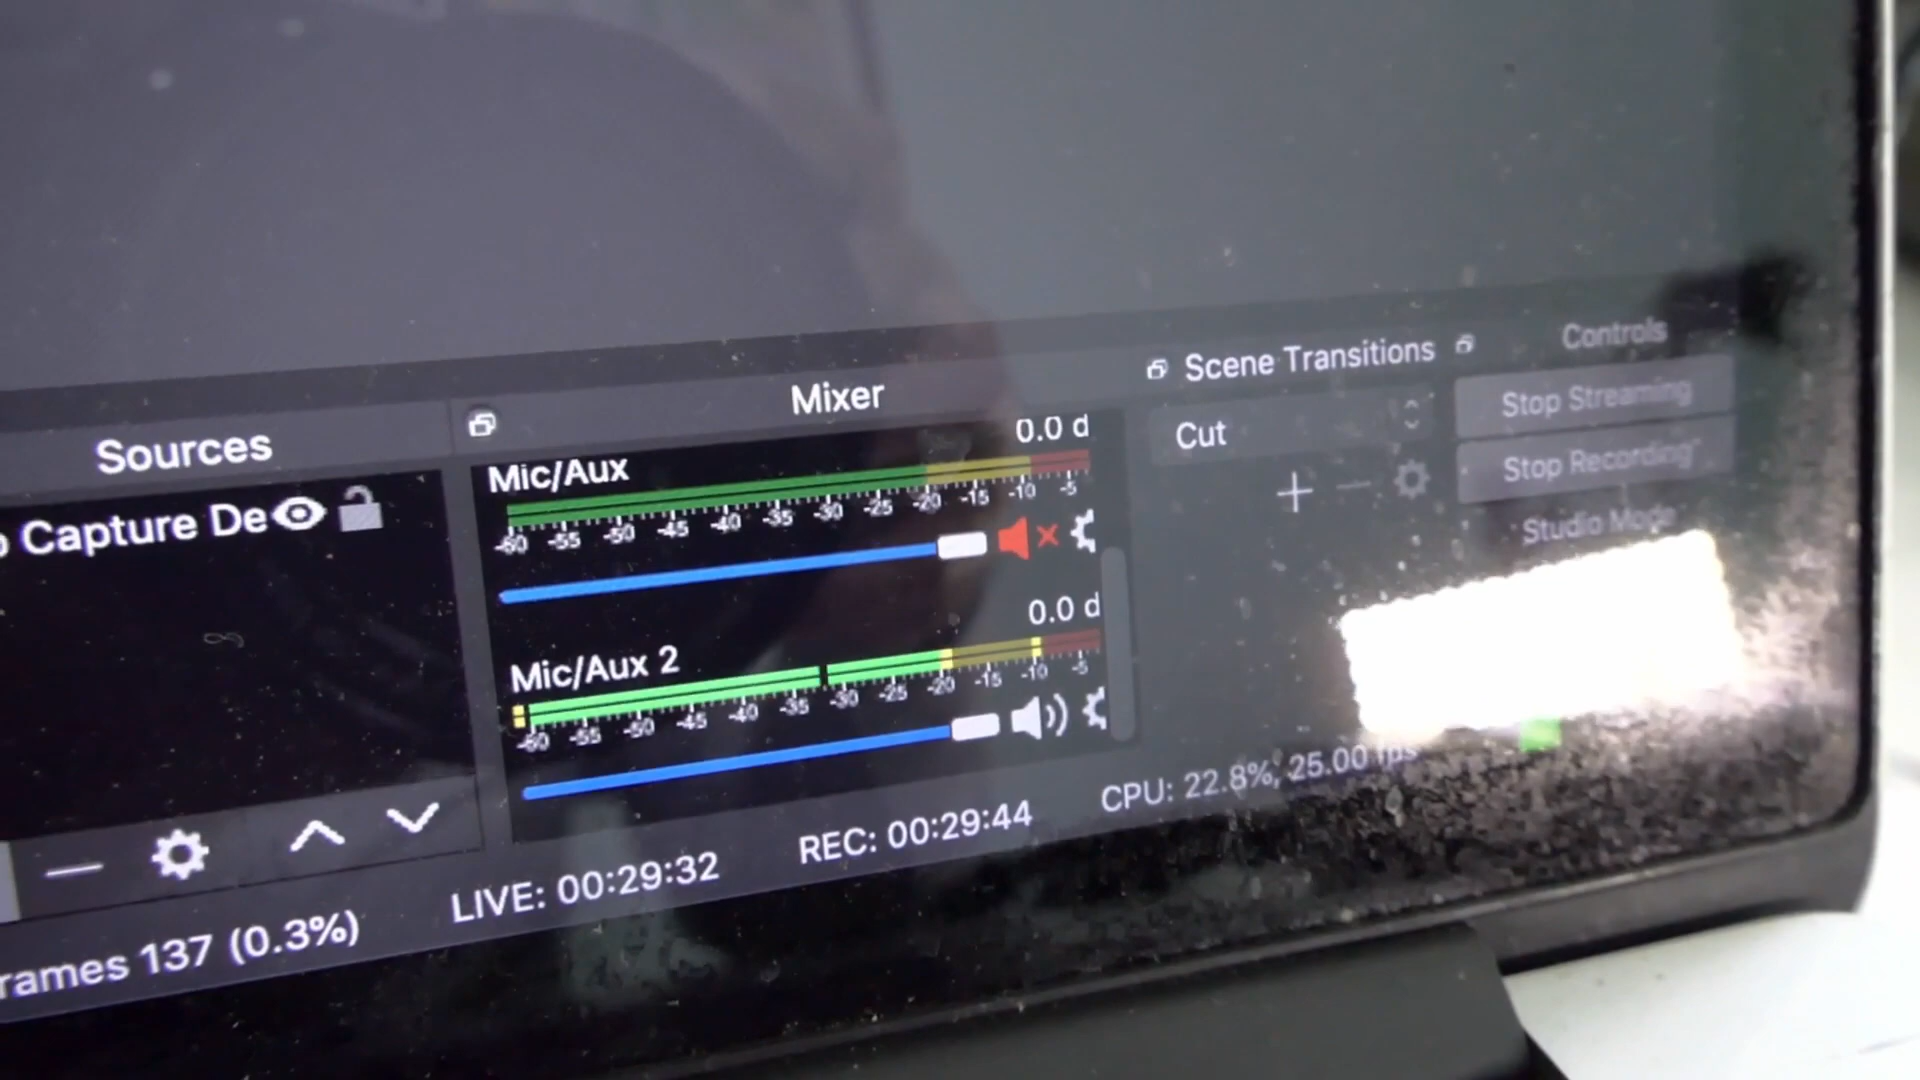 Sources
Capture De
rames 137 (0.3%)
Mixer
Mic/Aux
0.0 d
-60 -55 -50 -45 -40 -35 -30 -25 -20 -15 -10 -5
0.0 d
Mic/Aux 2
-60 -55 -50 -45 -40 -35 -30 -25 -20 -15 -10 -5
LIVE: 00:29:32
REC: 00:29:44
CPU: 22.8%, 25.00 fps
Scene Transitions
Cut
Controls
Stop Streaming
Stop Recording
Studio Mode